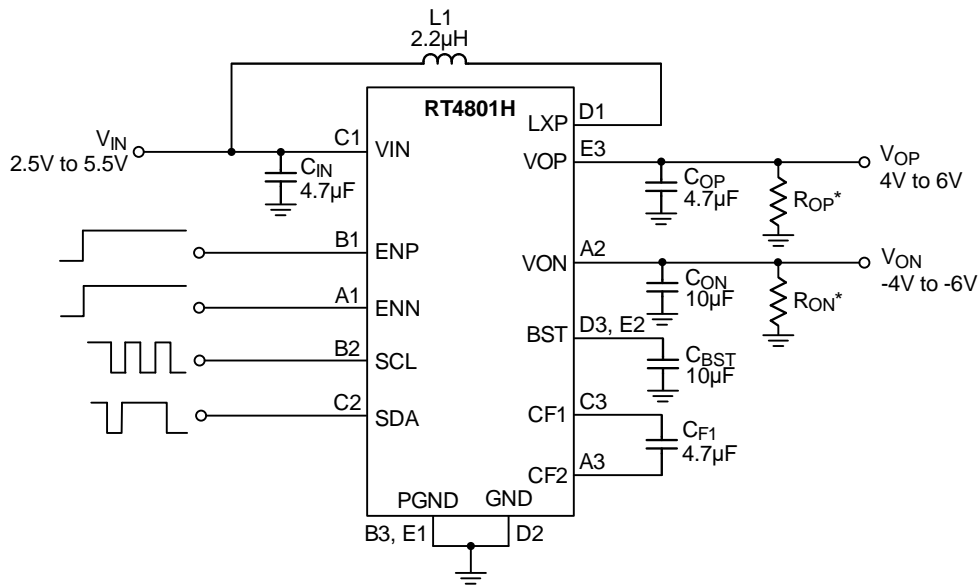 L1
2.2µH
RT4801H
D1
LXP
VIN
2.5V to 5.5V
C1
VIN
CIN
4.7µF
E3
VOP
COP
4.7µF
ROP*
VOP
4V to 6V
B1
ENP
A2
VON
CON
10µF
RON*
VON
-4V to -6V
A1
ENN
D3, E2
BST
CBST
10µF
B2
SCL
C2
SDA
C3
CF1
CF1
4.7µF
A3
CF2
PGND
GND
B3, E1
D2